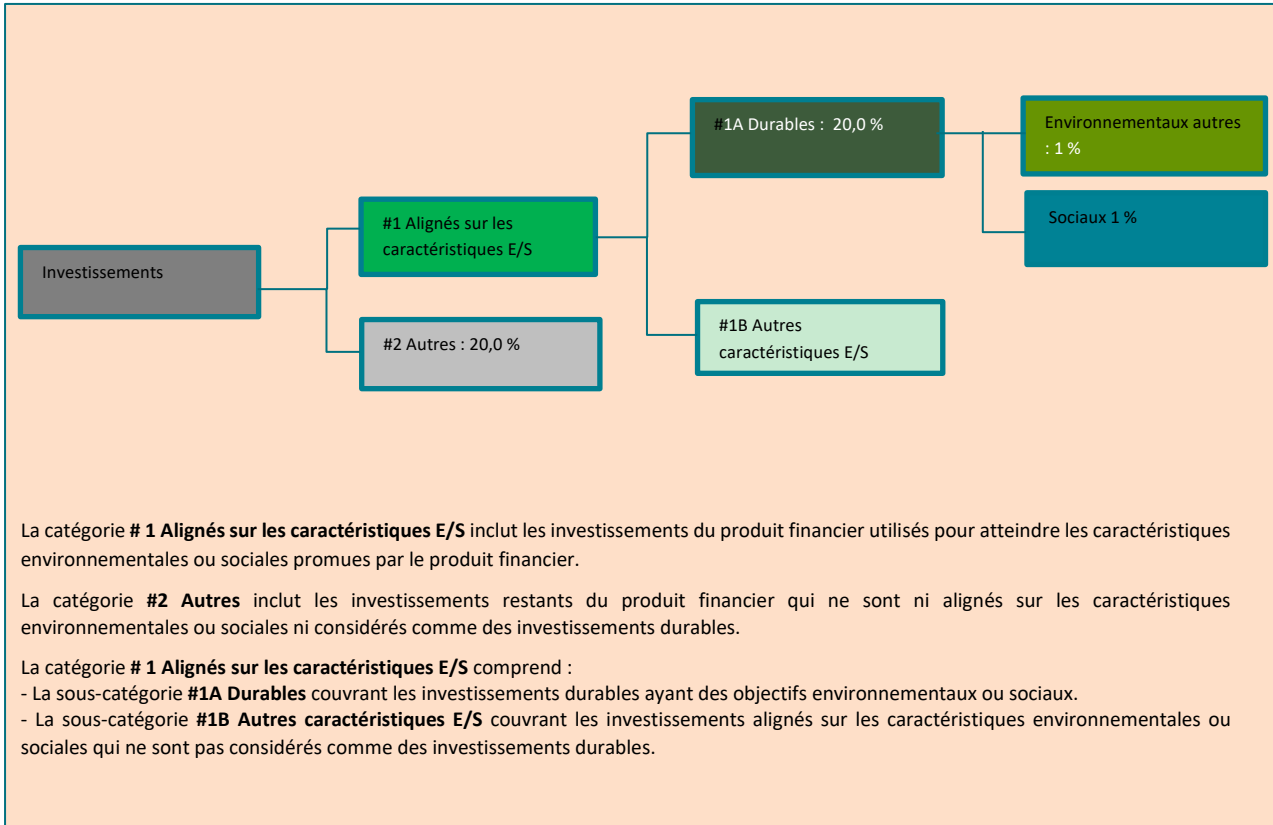 #1A Durables :  20,0 %
Environnementaux autres
: 1 %
#1 Alignés sur les
caractéristiques E/S
Sociaux 1 %
Investissements
#2 Autres : 20,0 %
#1B Autres
caractéristiques E/S
La catégorie # 1 Alignés sur les caractéristiques E/S inclut les investissements du produit financier utilisés pour atteindre les caractéristiques
environnementales ou sociales promues par le produit financier.
La catégorie #2 Autres inclut les investissements restants du produit financier qui ne sont ni alignés sur les caractéristiques
environnementales ou sociales ni considérés comme des investissements durables.
La catégorie # 1 Alignés sur les caractéristiques E/S comprend :
- La sous-catégorie #1A Durables couvrant les investissements durables ayant des objectifs environnementaux ou sociaux.
- La sous-catégorie #1B Autres caractéristiques E/S couvrant les investissements alignés sur les caractéristiques environnementales ou
sociales qui ne sont pas considérés comme des investissements durables.